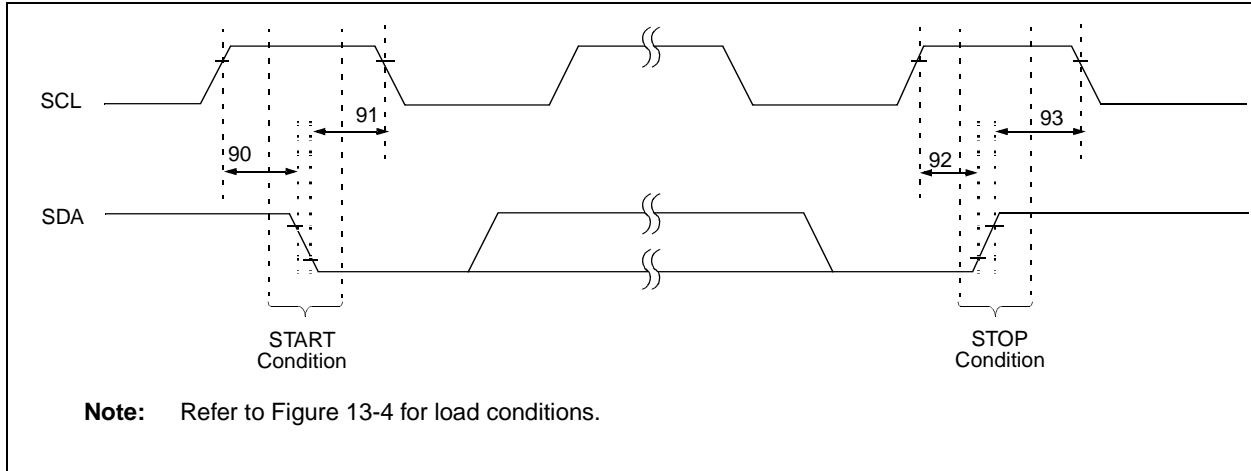 SCL
91
93
90
92
SDA
START
Condition
STOP
Condition
Note: Refer to Figure 13-4 for load conditions.